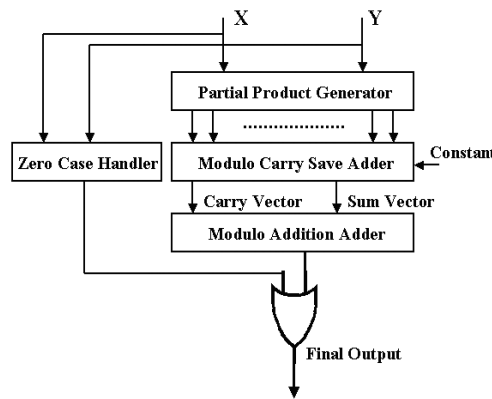 X Y
Partial Product Generator
Zero Case Handler
Modulo Carry Save Adder
Constant
Carry Vector
Sum Vector
Modulo Addition Adder
Final Output